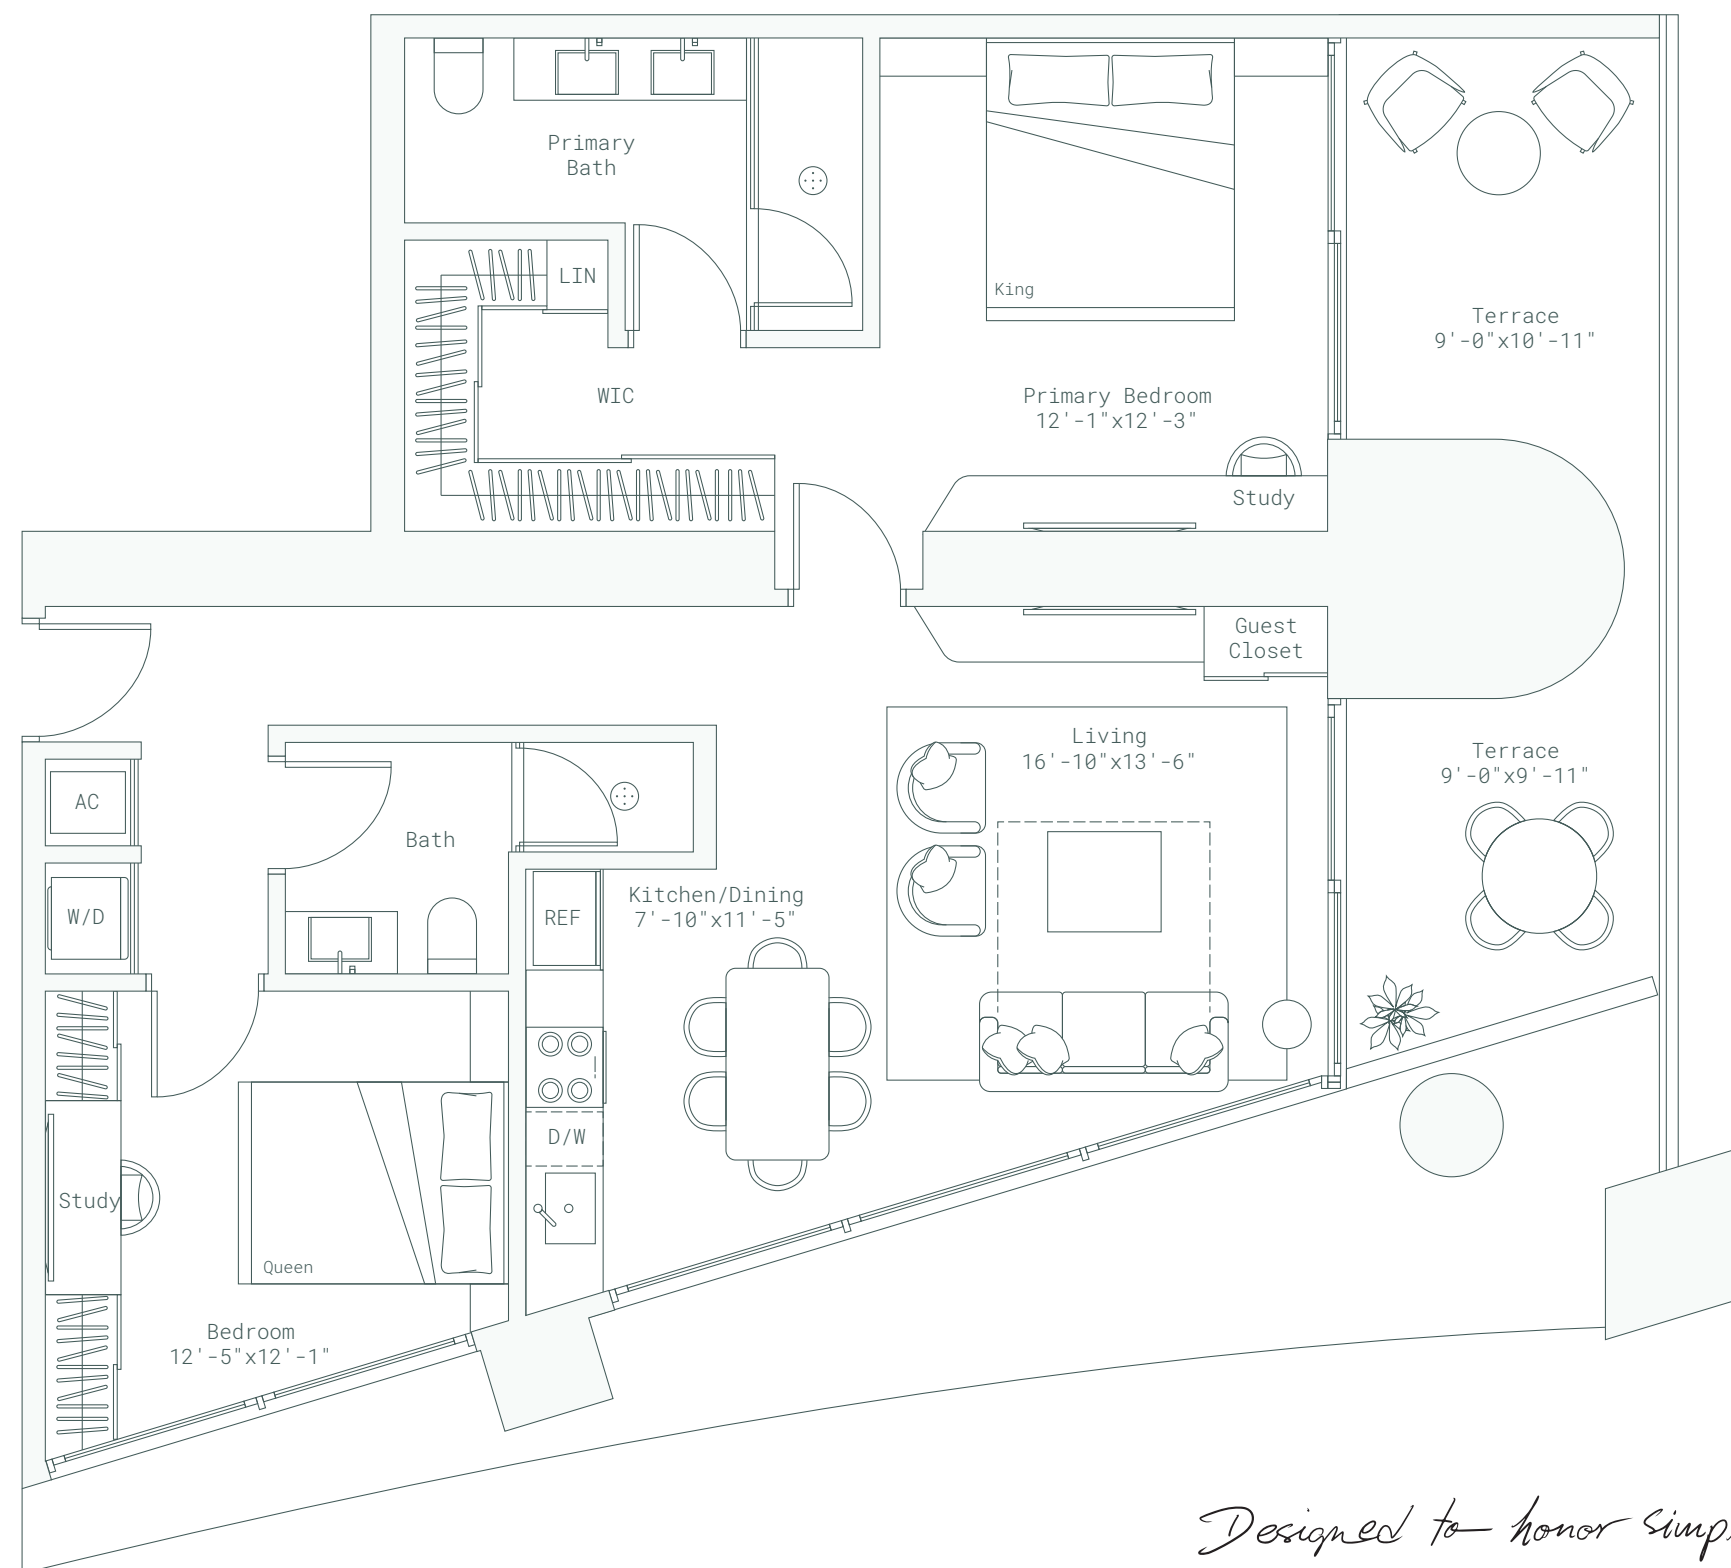 Primary
Bath
LIN
WIC
King
Primary Bedroom
12'-1"x12'-3"
Study
Terrace
9'-0"x10'-11"
Guest
Closet
Living
16'-10"x13'-6"
Terrace
9'-0"x9'-11"
AC
Bath
W/D
REF
Kitchen/Dining
7'-10"x11'-5"
D/W
Study
Queen
Bedroom
12'-5"x12'-1"
Designed to honor simp